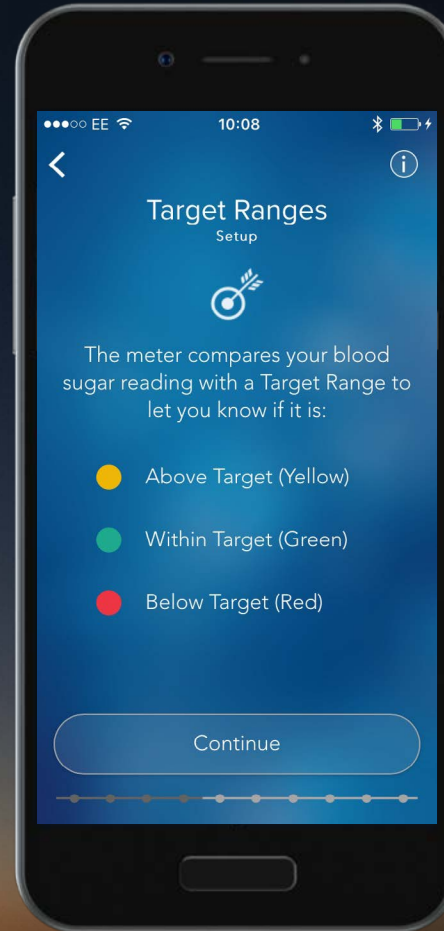 EE 10:08
Target Ranges
Setup
The meter compares your blood
sugar reading with a Target Range to
let you know if it is:
Above Target (Yellow)
Within Target (Green)
Below Target (Red)
Continue